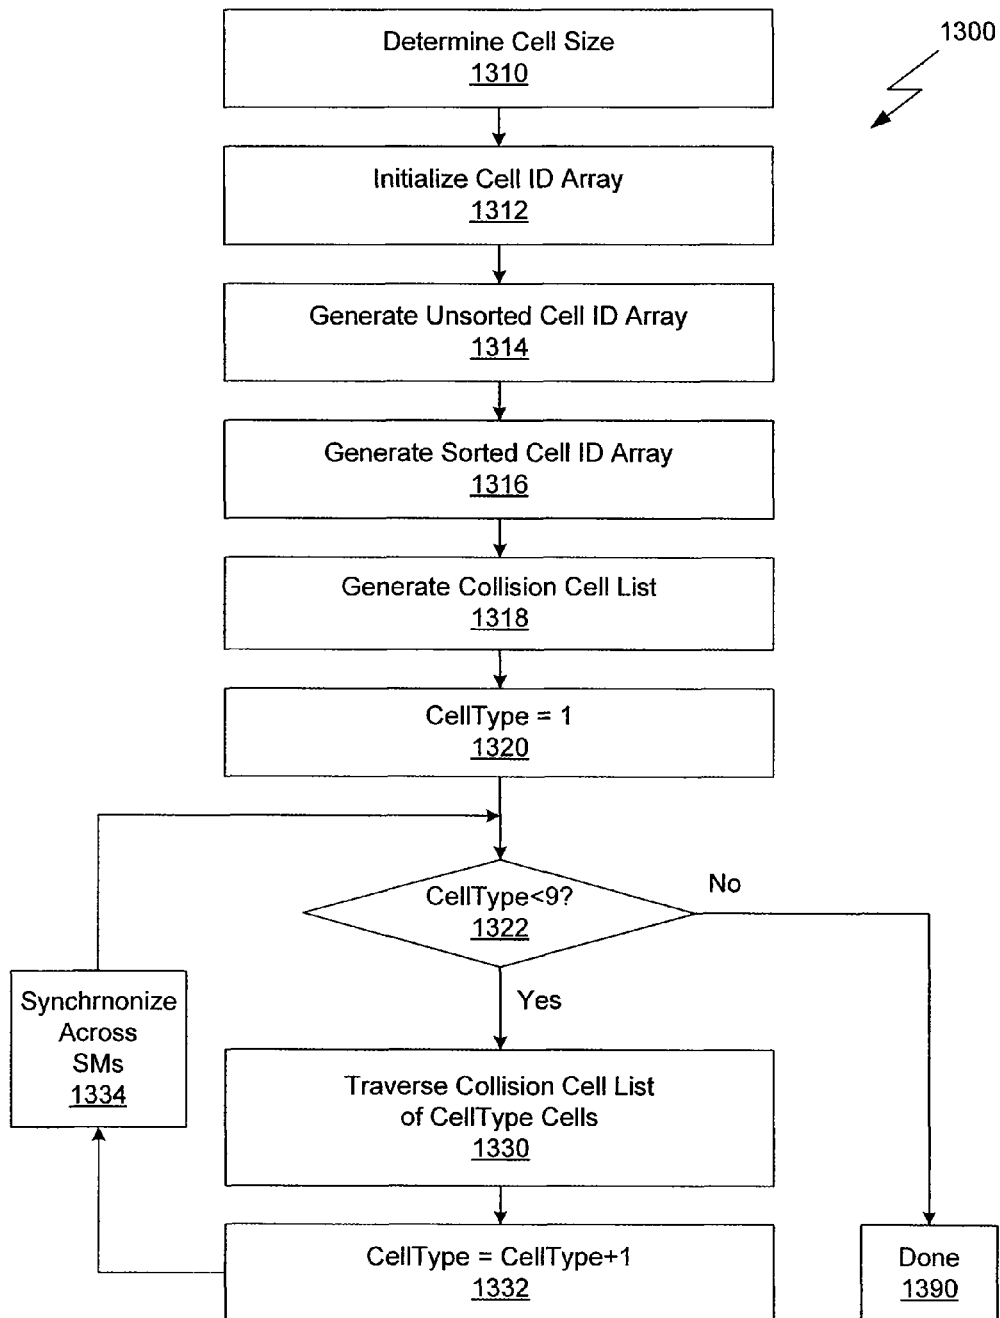 1300
Determine Cell Size
1310
Initialize Cell ID Array
1312
Generate Unsorted Cell ID Array
1314
Generate Sorted Cell ID Array
1316
Generate Collision Cell List
1318
CellType = 1
1320
CellType<9?
1322
No
Yes
Synchrnonize
Across
SMs
1334
Traverse Collision Cell List
of CellType Cells
1330
CellType = CellType+1
1332
Done
1390